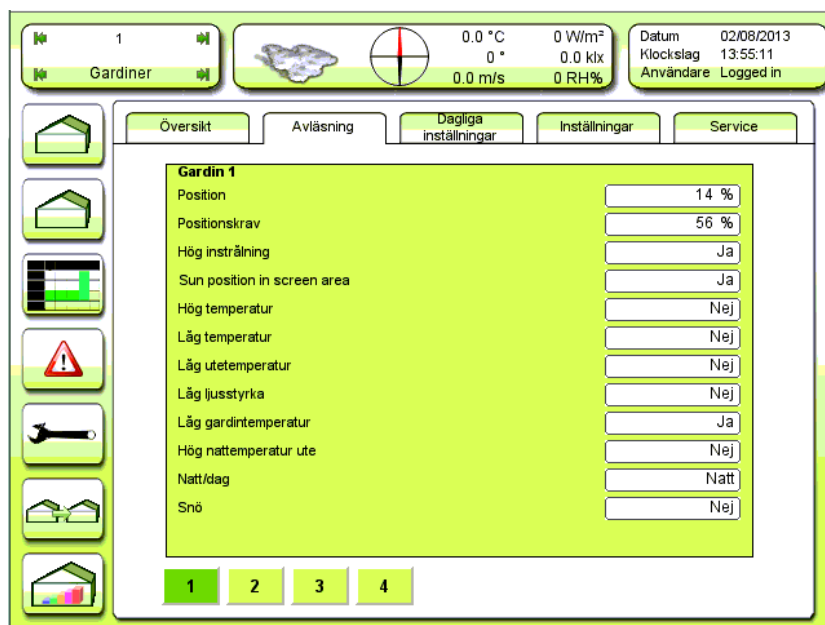 1
Gardiner
0.0 °C 0 W/m²
0 ° 0.0 klx
0.0 m/s 0 RH%
Datum 02/08/2013
Klockslag 13:55:11
Användare Logged in
Översikt Avläsning Dagliga inställningar Inställningar Service
Gardin 1
Position 14 %
Positionskrav 56 %
Hög instrålning Ja
Sun position in screen area Ja
Hög temperatur Nej
Låg temperatur Nej
Låg utetemperatur Nej
Låg ljusstyrka Nej
Låg gardintemperatur Ja
Hög nattemperatur ute Nej
Natt/dag Natt
Snö Nej
1 2 3 4